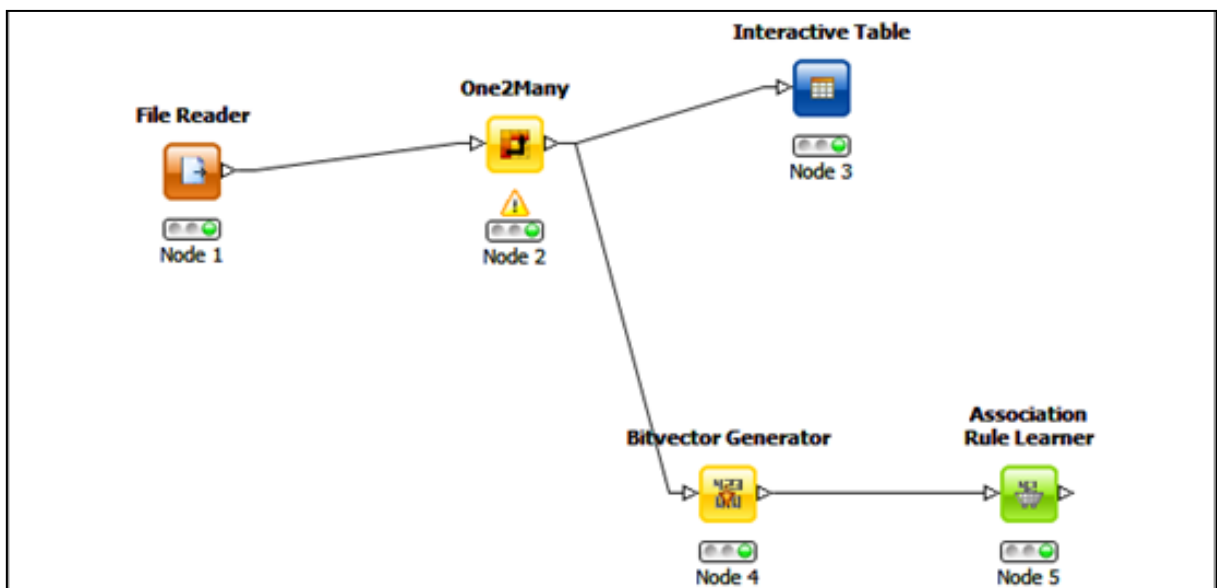 Interactive Table
One2Many
File Reader
Node 3
Node 1
Node 2
Association
Rule Learner
Bitvector Generator
Node 4
Node 5